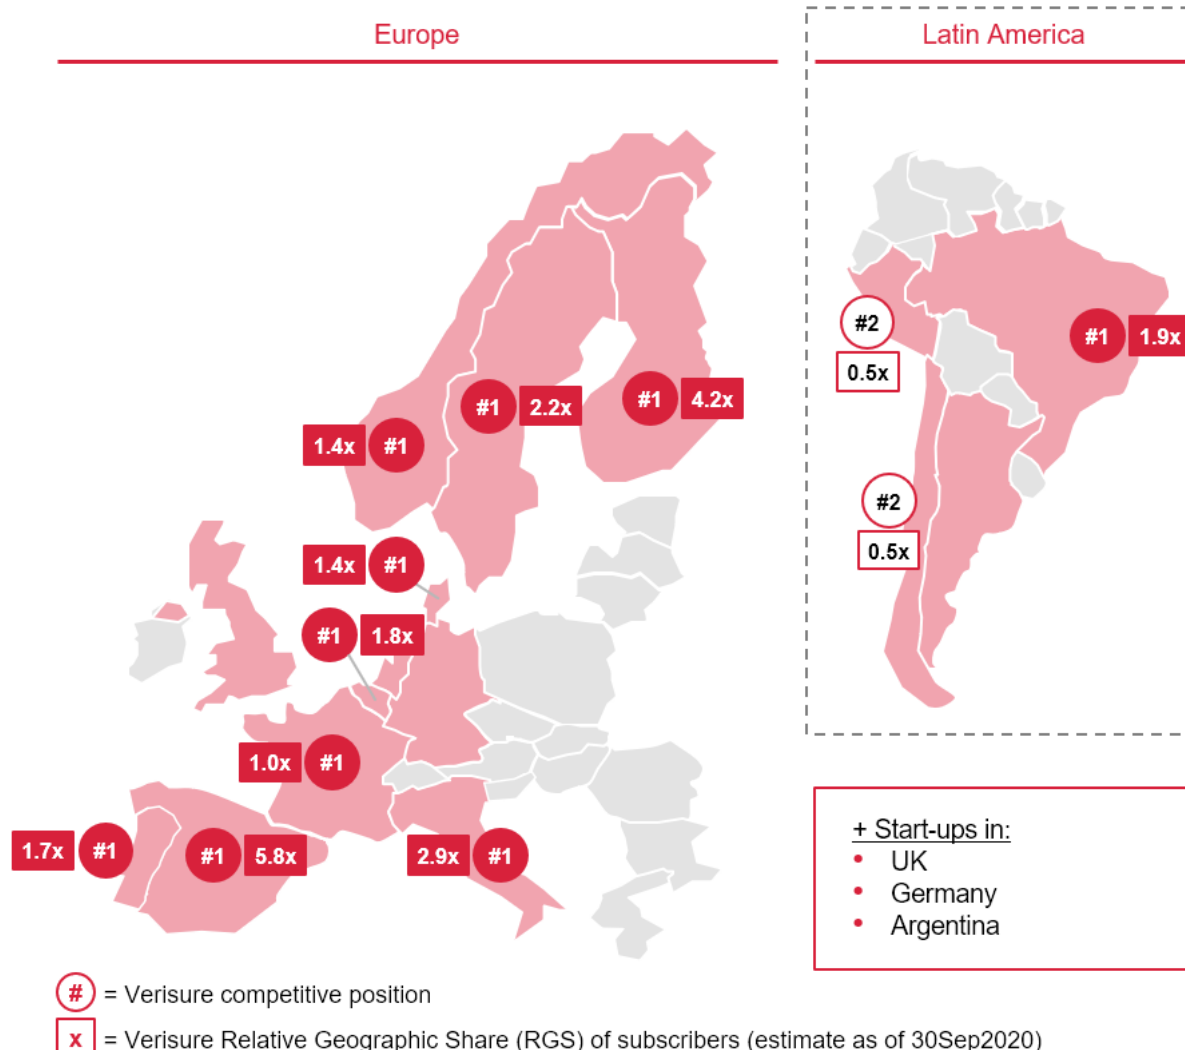 Europe
Latin America
#2
0.5x
#1 1.9x
#1 2.2x
#1 4.2x
1.4x #1
#2
0.5x
1.4x #1
#1 1.8x
1.0x #1
1.7x #1
#1 5.8x
2.9x #1
+ Start-ups in:
• UK
• Germany
• Argentina
# = Verisure competitive position
x = Verisure Relative Geographic Share (RGS) of subscribers (estimate as of 30Sep2020)